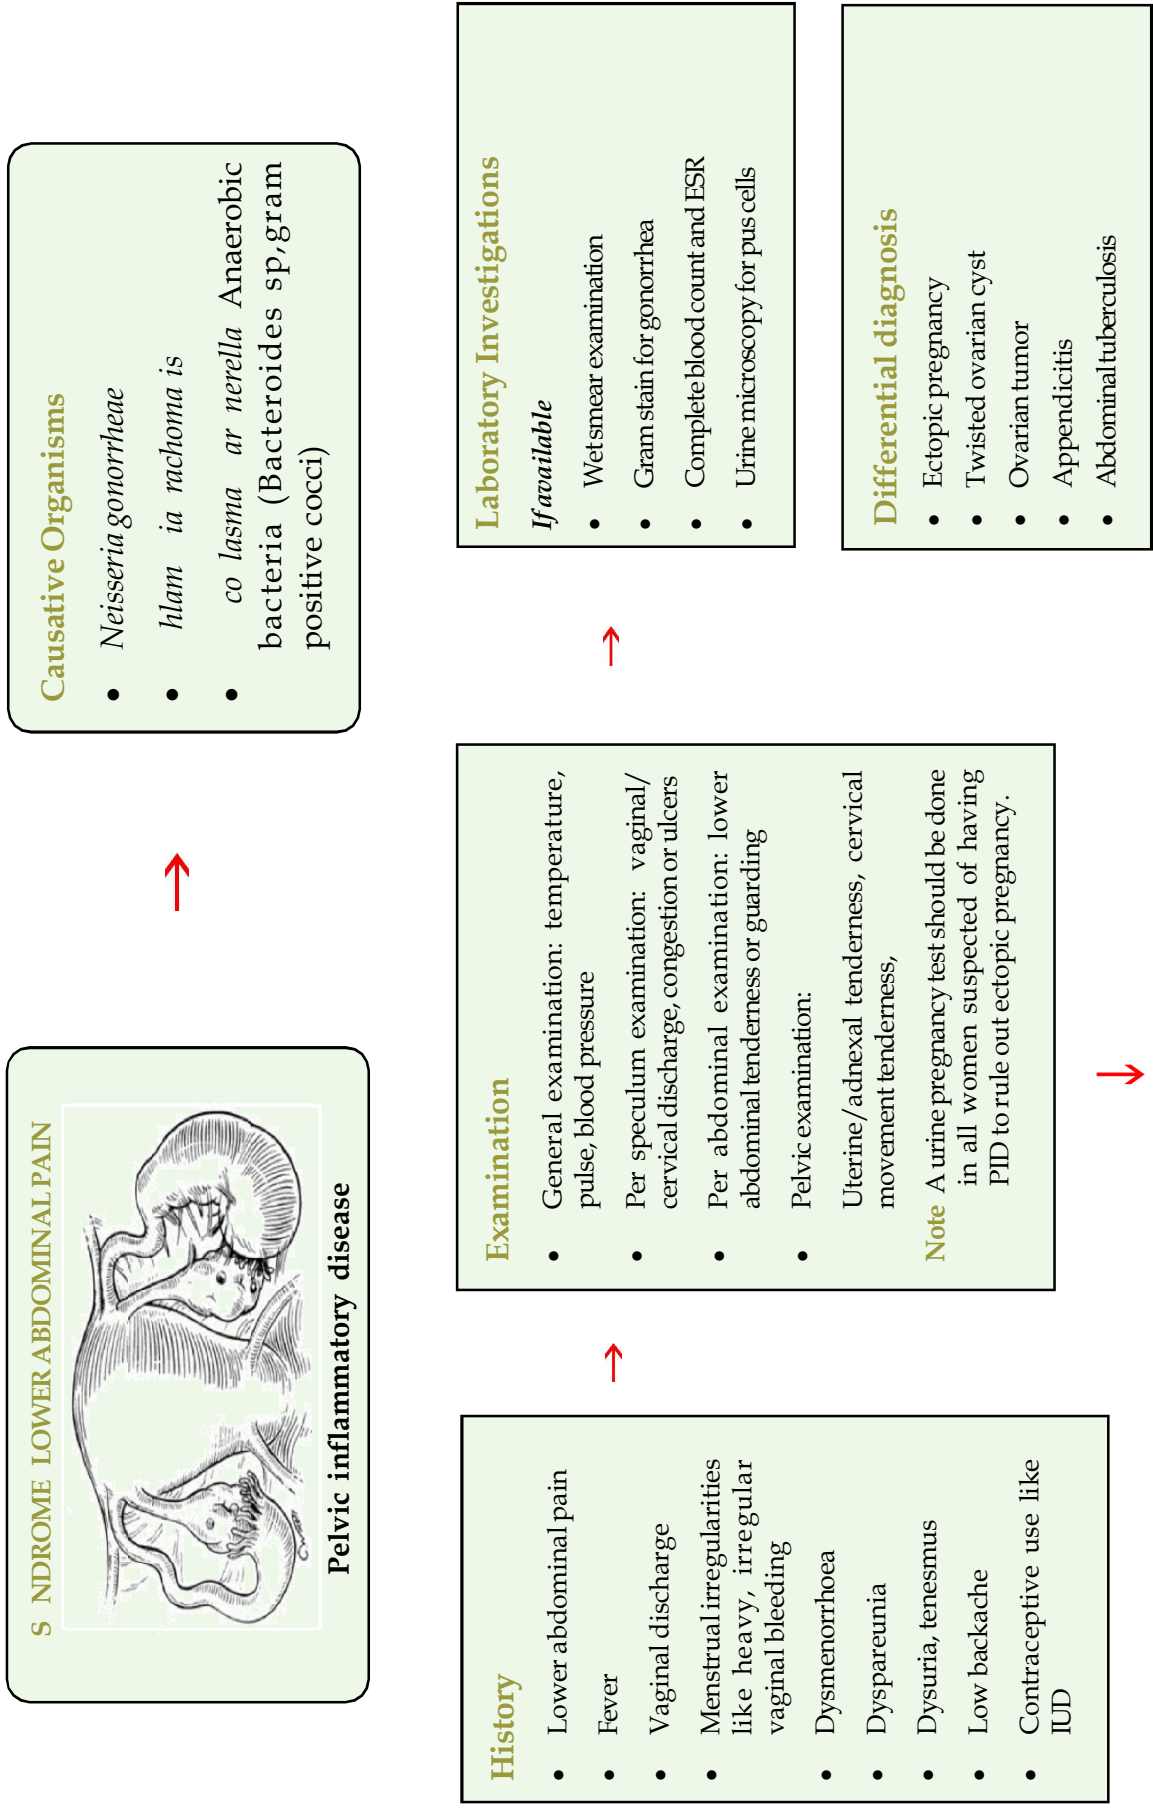 S NDROME LOWER ABDOMINAL PAIN
Pelvic inflammatory disease
Causative Organisms
• Neisseria gonorrheae
• hlam ia rachoma is
• co lasma ar nerella Anaerobic
bacteria (Bacteroides sp, gram
positive cocci)
History
• Lower abdominal pain
• Fever
• Vaginal discharge
• Menstrual irregularities
like heavy, irregular
vaginal bleeding
• Dysmenorrhoea
• Dyspareunia
• Dysuria, tenesmus
• Low backache
• Contraceptive use like
IUD
Examination
• General examination: temperature,
pulse, blood pressure
• Per speculum examination: vaginal/
cervical discharge, congestion or ulcers
• Per abdominal examination: lower
abdominal tenderness or guarding
• Pelvic examination:
Uterine/adnexal tenderness, cervical
movement tenderness,
Note A urine pregnancy test should be done
in all women suspected of having
PID to rule out ectopic pregnancy.
Laboratory Investigations
If available
• Wet smear examination
• Gram stain for gonorrhea
• Complete blood count and ESR
• Urine microscopy for pus cells
Differential diagnosis
• Ectopic pregnancy
• Twisted ovarian cyst
• Ovarian tumor
• Appendicitis
• Abdominal tuberculosis